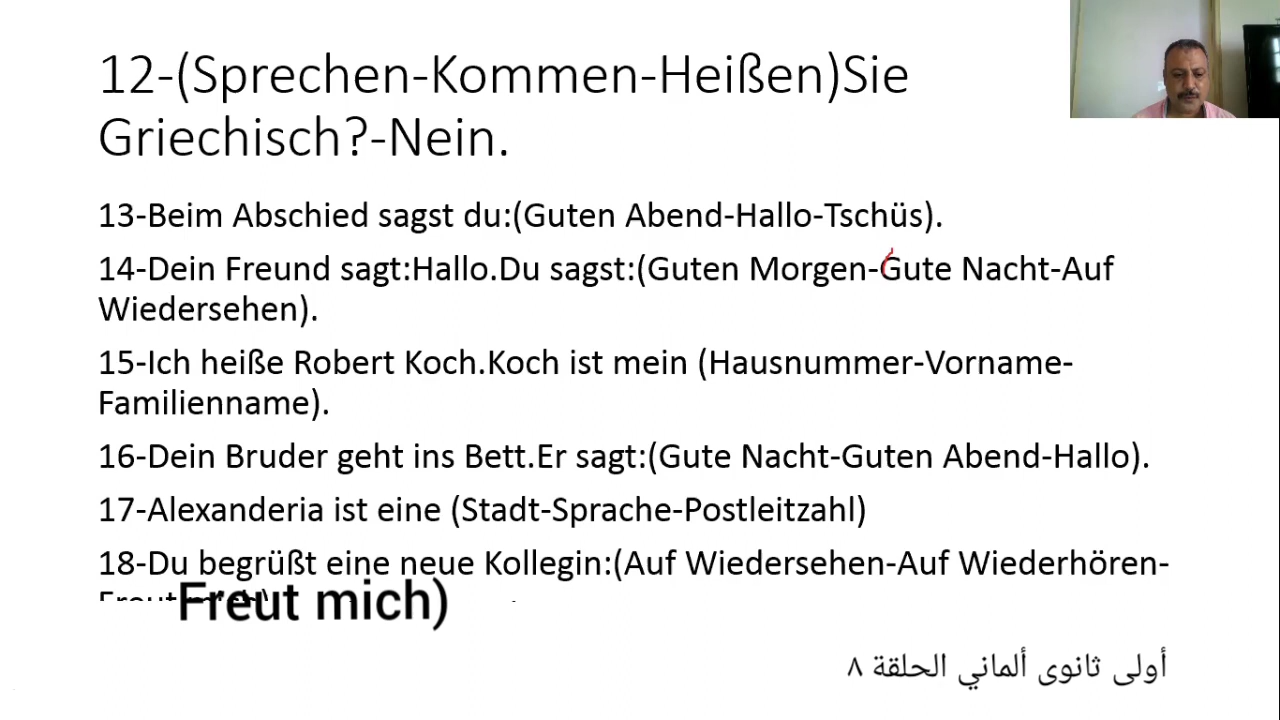 12-(Sprechen-Kommen-Heißen)Sie
Griechisch?-Nein.
13-Beim Abschied sagst du:(Guten Abend-Hallo-Tschüs).
14-Dein Freund sagt:Hallo.Du sagst:(Guten Morgen-Gute Nacht-Auf
Wiedersehen).
15-Ich heiße Robert Koch.Koch ist mein (Hausnummer-Vorname-
Familienname).
16-Dein Bruder geht ins Bett.Er sagt:(Gute Nacht-Guten Abend-Hallo).
17-Alexanderia ist eine (Stadt-Sprache-Postleitzahl)
18-Du begrüßt eine neue Kollegin:(Auf Wiedersehen-Auf Wiederhören-
Freut mich)
أولى ثانوى ألماني الحلقة ٨